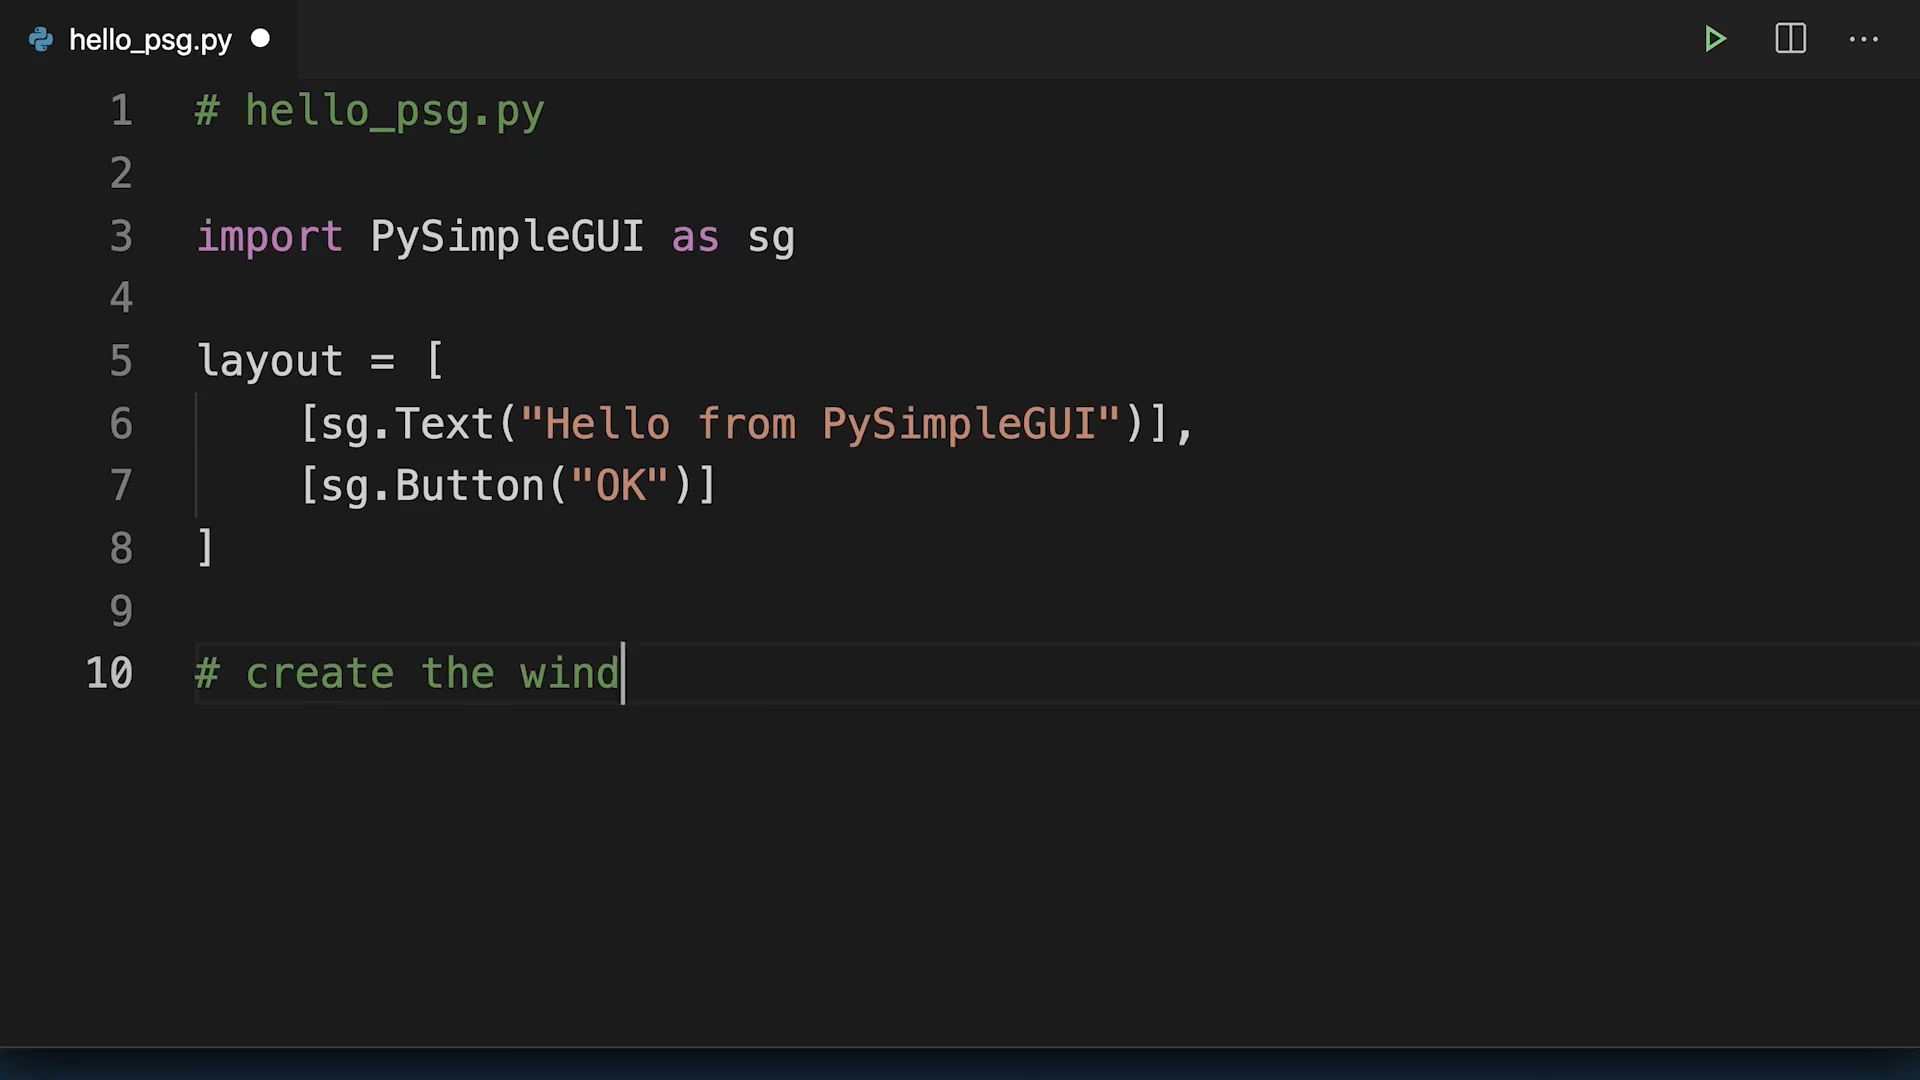 hello_psg.py
1 # hello_psg.py
2
3 import PySimpleGUI as sg
4
5 layout = [
6     [sg.Text("Hello from PySimpleGUI")],
7     [sg.Button("OK")]
8 ]
9
10 # create the wind